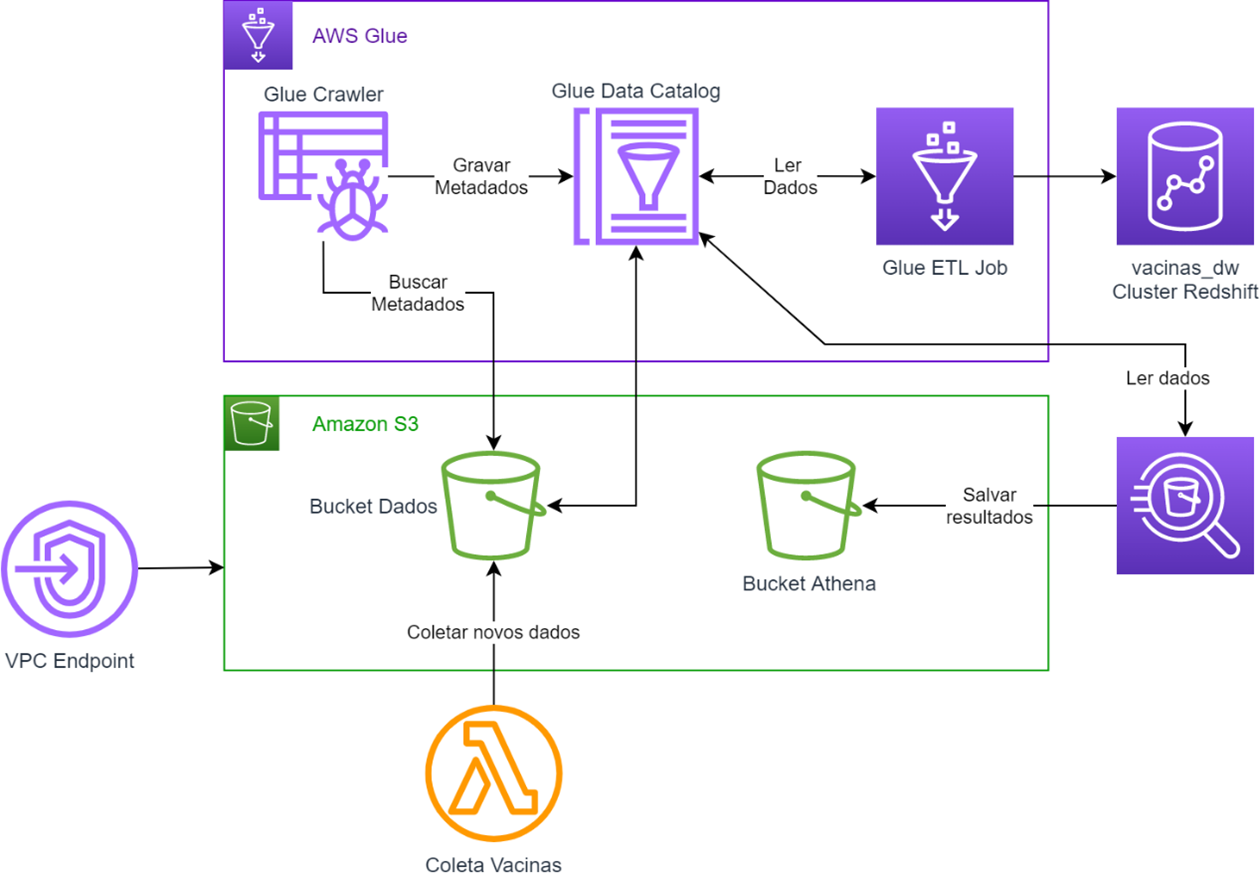 AWS Glue
Glue Crawler
Glue Data Catalog
Gravar
Metadados
Ler
Dados
Buscar
Metadados
Glue ETL Job
vacinas_dw
Cluster Redshift
Ler dados
Amazon S3
Bucket Dados
Salvar
resultados
Bucket Athena
Coletar novos dados
VPC Endpoint
Coleta Vacinas